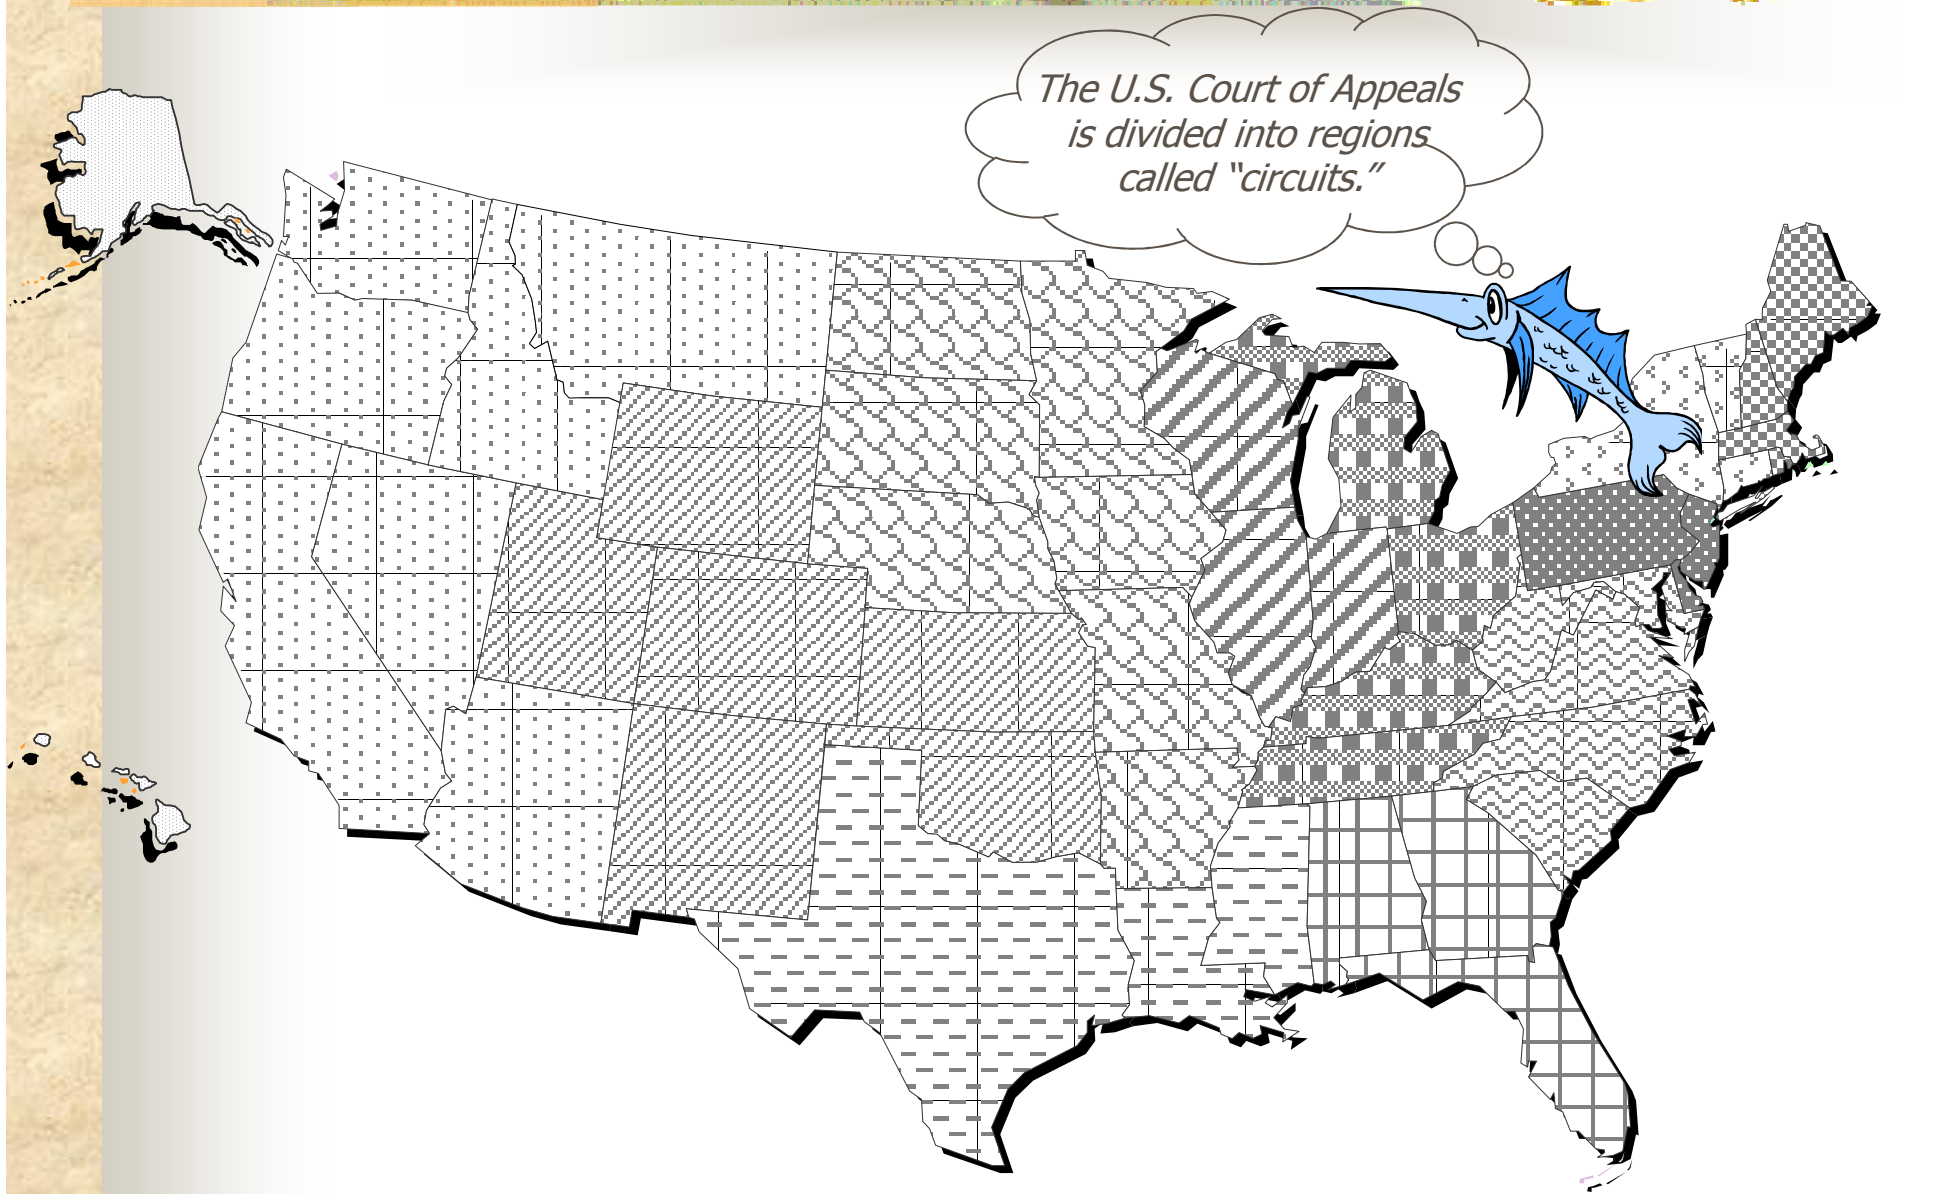 The U.S. Court of Appeals
is divided into regions
called “circuits.”